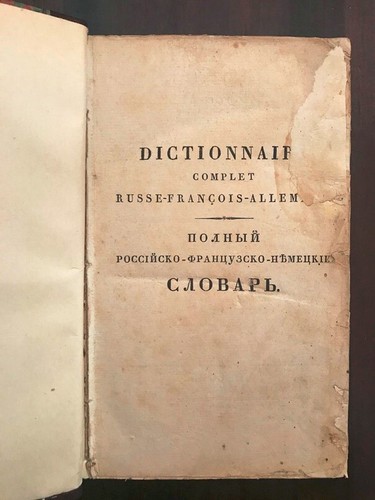 DICTIONNAIR
COMPLET
RUSSE-FRANÇOIS-ALLEM
ПОЛНЫЙ
РОССІЙСКО-ФРАНЦУЗСКО-НѢМЕЦКІЙ
СЛОВАРЬ.